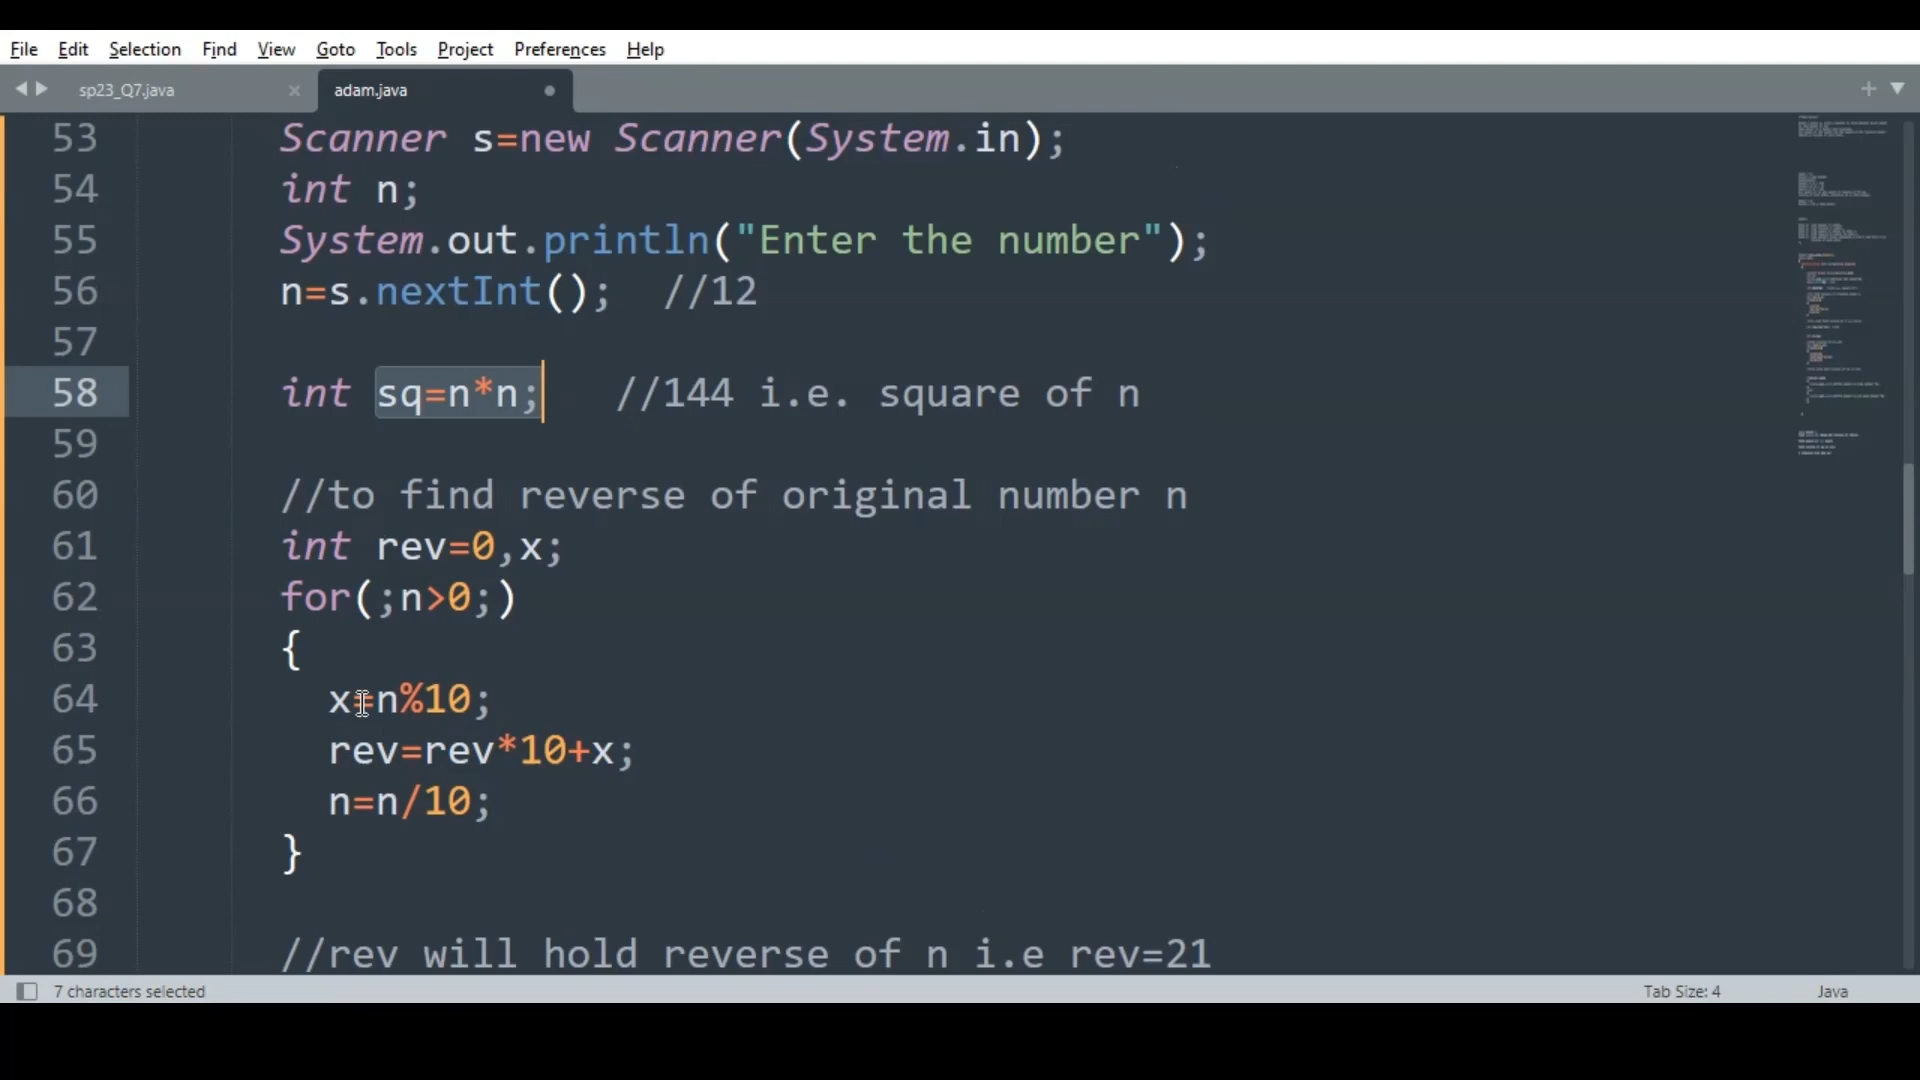 File Edit Selection Find View Goto Tools Project Preferences Help
sp23_Q7.java adam.java
53 Scanner s=new Scanner(System.in);
54 int n;
55 System.out.println("Enter the number");
56 n=s.nextInt(); //12
57
58 int sq=n*n; //144 i.e. square of n
59
60 //to find reverse of original number n
61 int rev=0,x;
62 for(;n>0;)
63 {
64 x=n%10;
65 rev=rev*10+x;
66 n=n/10;
67 }
68
69 //rev will hold reverse of n i.e rev=21
7 characters selected Tab Size: 4 Java